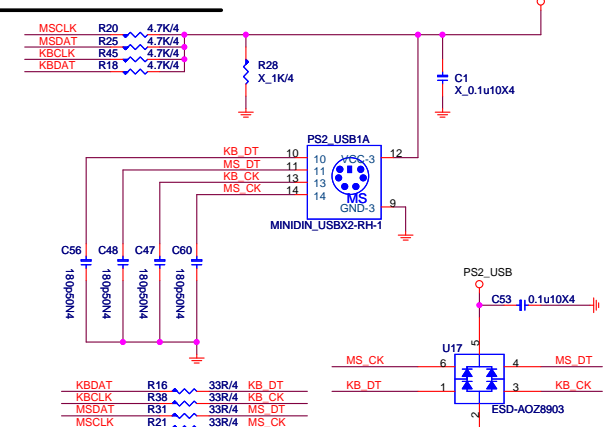 MSCLK R20 4.7K/4
MSDAT R25 4.7K/4
KBCLK R45 4.7K/4
KBDAT R18 4.7K/4
R28
X_1K/4
C1
X_0.1u10X4
PS2_USB1A
KB_DT 10 10 VCC-3 12
MS_DT 11 11
KB_CK 13 13
MS_CK 14 14 MS
GND-3 9
MINIDIN_USBX2-RH-1
C56 C48 C47 C60
180p50N4 180p50N4 180p50N4 180p50N4
PS2_USB
C53 0.1u10X4
U17
5
MS_CK 6 4 MS_DT
KB_DT 1 3 KB_CK
ESD-AOZ8903
2
KBDAT R16 33R/4 KB_DT
KBCLK R38 33R/4 KB_CK
MSDAT R31 33R/4 MS_DT
MSCLK R21 33R/4 MS_CK